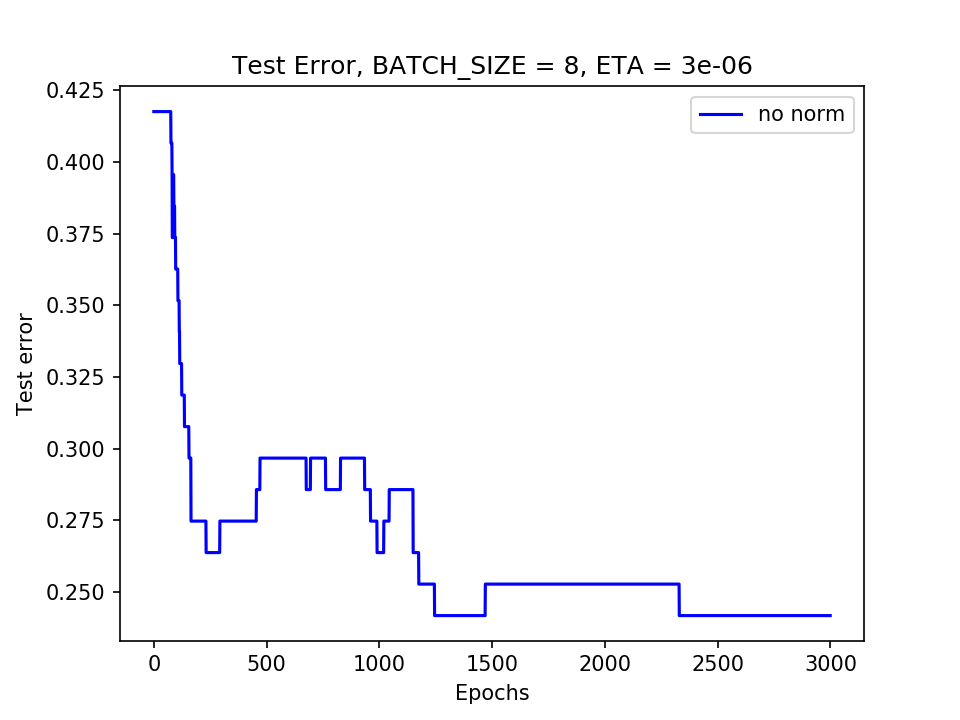 Test Error, BATCH_SIZE = 8, ETA = 3e-06
no norm
Test error
0.425
0.400
0.375
0.350
0.325
0.300
0.275
0.250
0 500 1000 1500 2000 2500 3000
Epochs